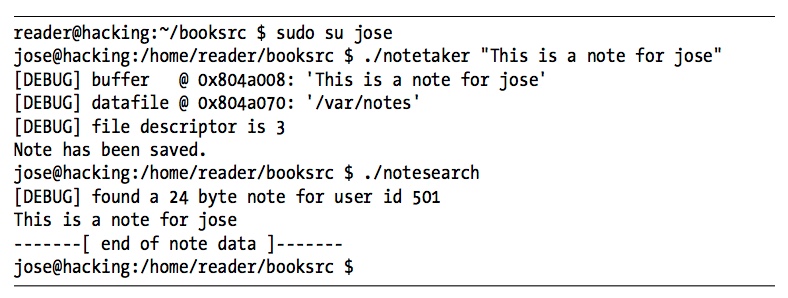 reader@hacking:~/booksrc $ sudo su jose
jose@hacking:/home/reader/booksrc $ ./notetaker "This is a note for jose"
[DEBUG] buffer   @ 0x804a008: 'This is a note for jose'
[DEBUG] datafile @ 0x804a070: '/var/notes'
[DEBUG] file descriptor is 3
Note has been saved.
jose@hacking:/home/reader/booksrc $ ./notesearch
[DEBUG] found a 24 byte note for user id 501
This is a note for jose
-------[ end of note data ]-------
jose@hacking:/home/reader/booksrc $